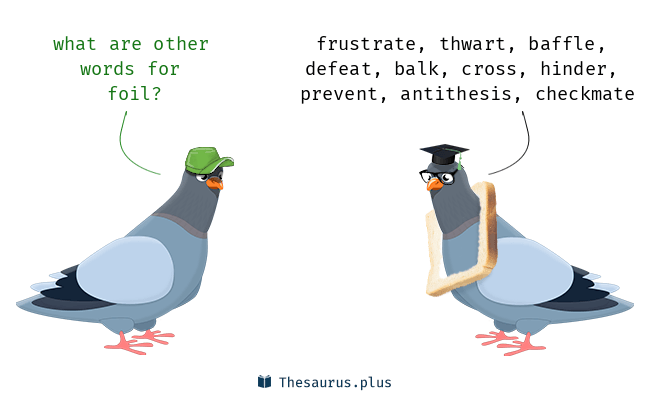 what are other
words for
foil?
frustrate, thwart, baffle,
defeat, balk, cross, hinder,
prevent, antithesis, checkmate
Thesaurus.plus